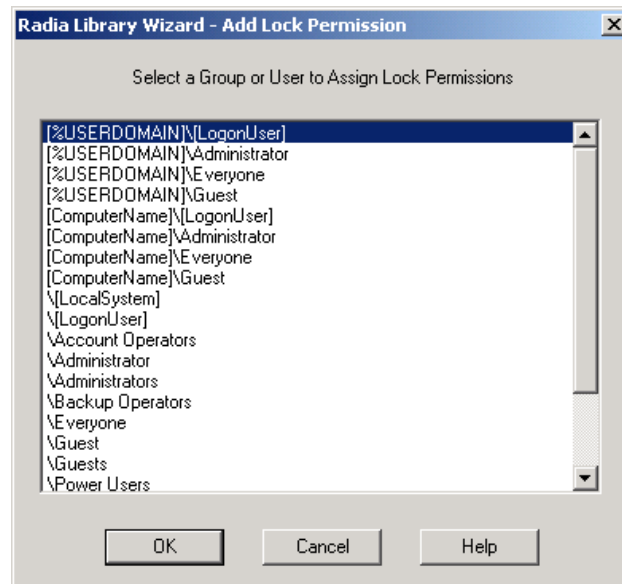 Radia Library Wizard - Add Lock Permission
Select a Group or User to Assign Lock Permissions
[%USERDOMAIN]\[LogonUser]
[%USERDOMAIN]\Administrator
[%USERDOMAIN]\Everyone
[%USERDOMAIN]\Guest
[ComputerName]\[LogonUser]
[ComputerName]\Administrator
[ComputerName]\Everyone
[ComputerName]\Guest
\[LocalSystem]
\[LogonUser]
\Account Operators
\Administrator
\Administrators
\Backup Operators
\Everyone
\Guest
\Guests
\Power Users
OK Cancel Help